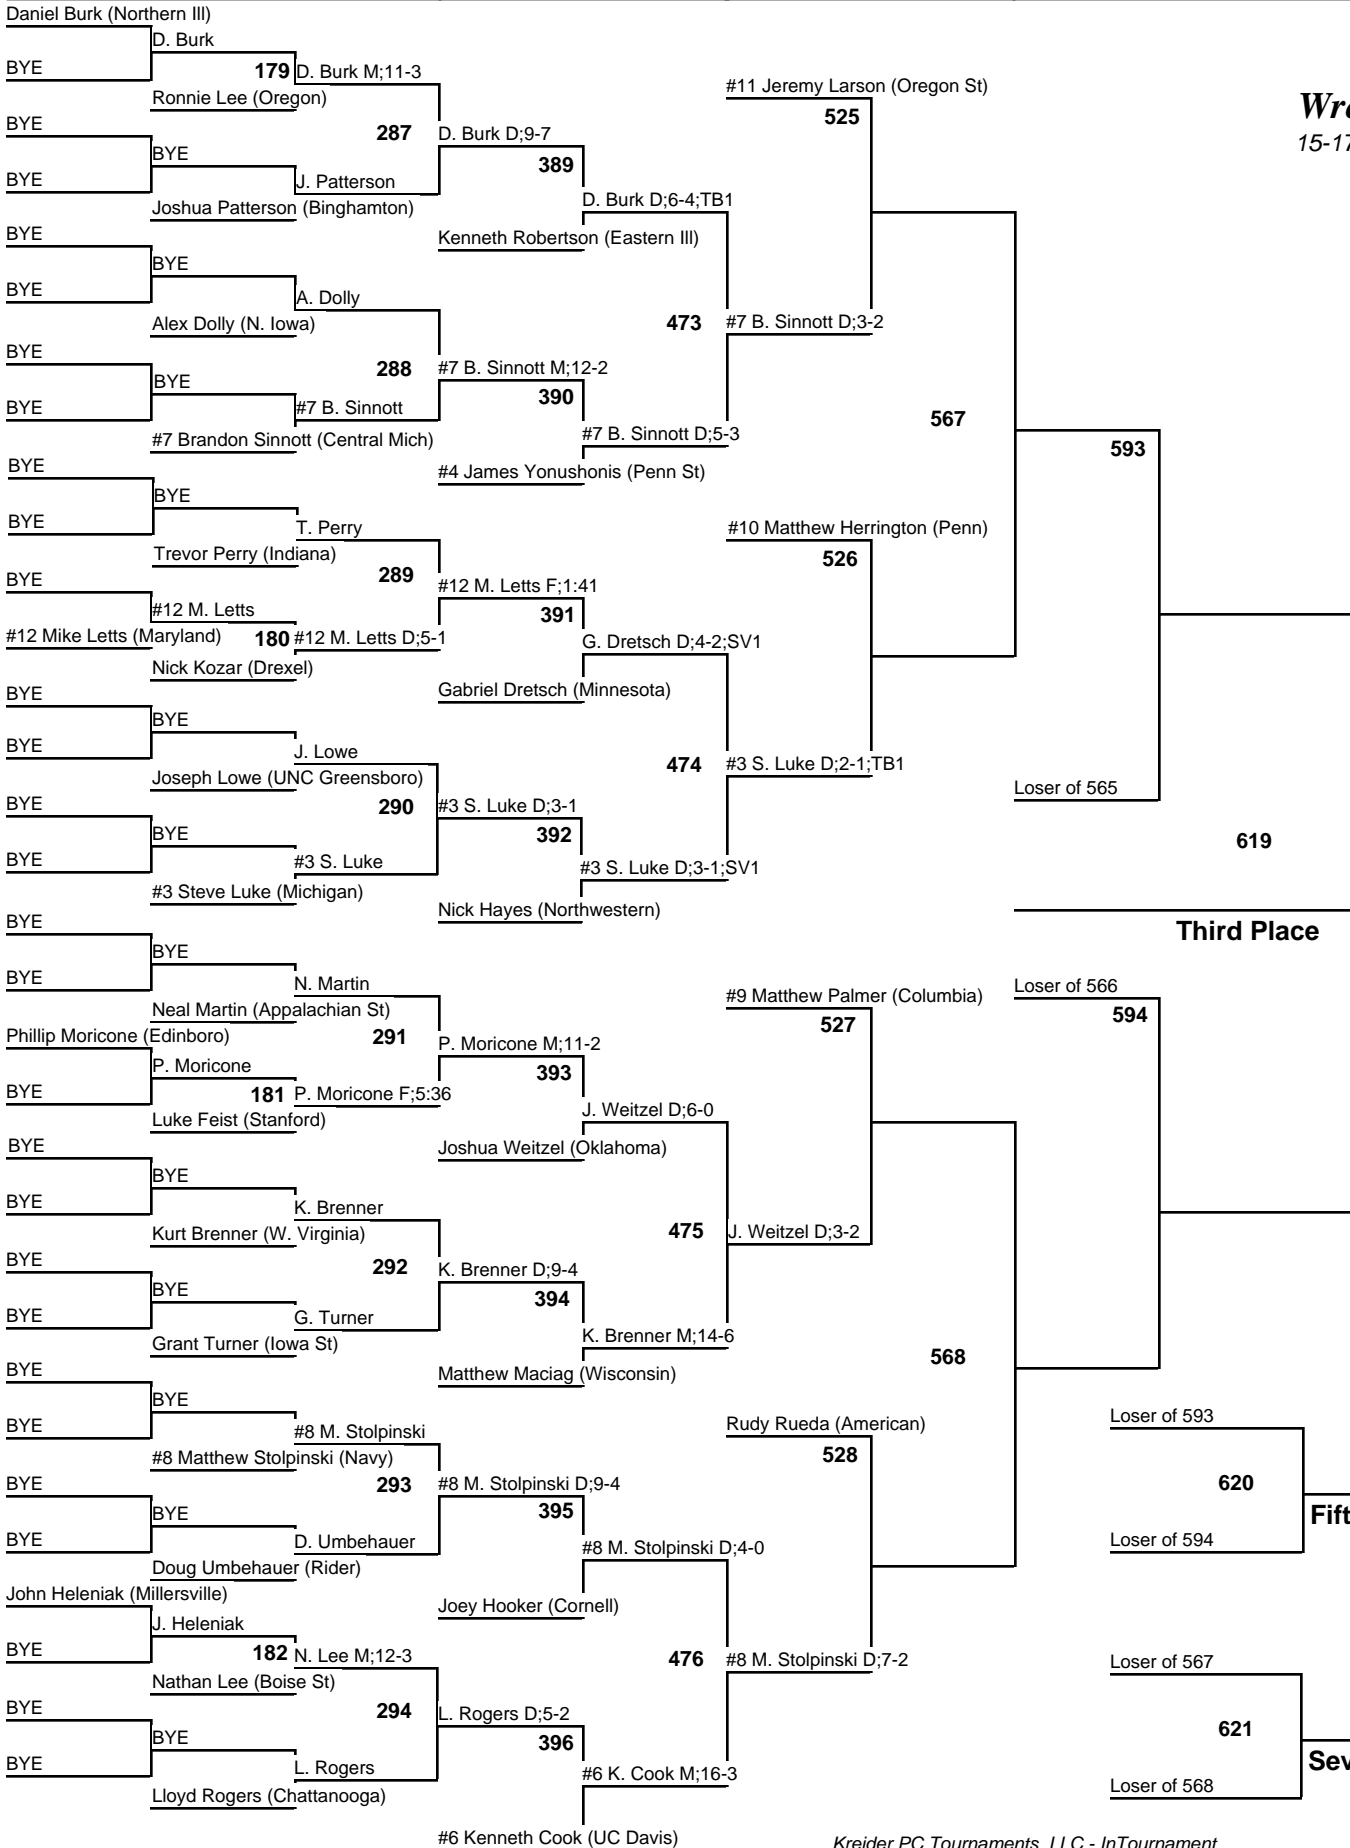 Daniel Burk (Northern Ill)
D. Burk
BYE
179 D. Burk M;11-3
#11 Jeremy Larson (Oregon St)
Ronnie Lee (Oregon)
Wre
525
BYE
287 D. Burk D;9-7
15-17
BYE
389
BYE
J. Patterson
D. Burk D;6-4;TB1
Joshua Patterson (Binghamton)
BYE
Kenneth Robertson (Eastern Ill)
BYE
BYE
A. Dolly
Alex Dolly (N. Iowa)
473 #7 B. Sinnott D;3-2
BYE
288 #7 B. Sinnott M;12-2
BYE
390
BYE
#7 B. Sinnott
567
#7 B. Sinnott D;5-3
#7 Brandon Sinnott (Central Mich)
593
BYE
#4 James Yonushonis (Penn St)
BYE
BYE
T. Perry
#10 Matthew Herrington (Penn)
Trevor Perry (Indiana)
526
289
BYE
#12 M. Letts F;1:41
#12 M. Letts
391
#12 Mike Letts (Maryland)
180 #12 M. Letts D;5-1
G. Dretsch D;4-2;SV1
Nick Kozar (Drexel)
BYE
Gabriel Dretsch (Minnesota)
BYE
BYE
J. Lowe
474 #3 S. Luke D;2-1;TB1
Joseph Lowe (UNC Greensboro)
Loser of 565
BYE
290 #3 S. Luke D;3-1
BYE
392
619
BYE
#3 S. Luke
#3 S. Luke D;3-1;SV1
#3 Steve Luke (Michigan)
Nick Hayes (Northwestern)
BYE
Third Place
BYE
BYE
N. Martin
Loser of 566
#9 Matthew Palmer (Columbia)
Neal Martin (Appalachian St)
594
527
Phillip Moricone (Edinboro)
291
P. Moricone M;11-2
P. Moricone
393
BYE
181 P. Moricone F;5:36
J. Weitzel D;6-0
Luke Feist (Stanford)
BYE
Joshua Weitzel (Oklahoma)
BYE
BYE
K. Brenner
475 J. Weitzel D;3-2
Kurt Brenner (W. Virginia)
BYE
292 K. Brenner D;9-4
BYE
394
BYE
G. Turner
K. Brenner M;14-6
Grant Turner (Iowa St)
568
BYE
Matthew Maciag (Wisconsin)
BYE
Loser of 593
BYE
#8 M. Stolpinski
Rudy Rueda (American)
#8 Matthew Stolpinski (Navy)
528
BYE
293 #8 M. Stolpinski D;9-4
620
BYE
395
Fift
BYE
D. Umbehauer
Loser of 594
#8 M. Stolpinski D;4-0
Doug Umbehauer (Rider)
John Heleniak (Millersville)
Joey Hooker (Cornell)
J. Heleniak
BYE
182 N. Lee M;12-3
476 #8 M. Stolpinski D;7-2
Loser of 567
Nathan Lee (Boise St)
BYE
294 L. Rogers D;5-2
621
BYE
396
BYE
L. Rogers
#6 K. Cook M;16-3
Sev
Loser of 568
Lloyd Rogers (Chattanooga)
#6 Kenneth Cook (UC Davis)
Kreider PC Tournaments, LLC - InTournament